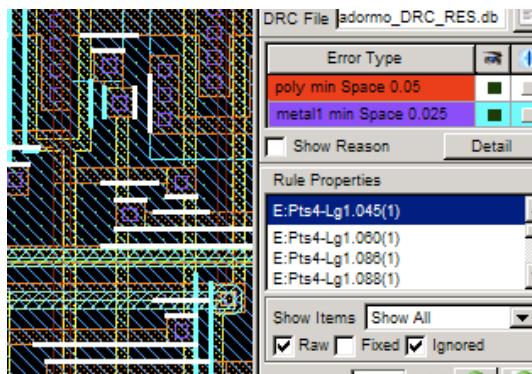 DRC File adormo_DRC_RES.db
Error Type
poly min Space 0.05
metal1 min Space 0.025
Show Reason Detail
Rule Properties
E:Pts4-Lg1.045(1)
E:Pts4-Lg1.060(1)
E:Pts4-Lg1.086(1)
E:Pts4-Lg1.088(1)
Show Items Show All
Raw Fixed Ignored